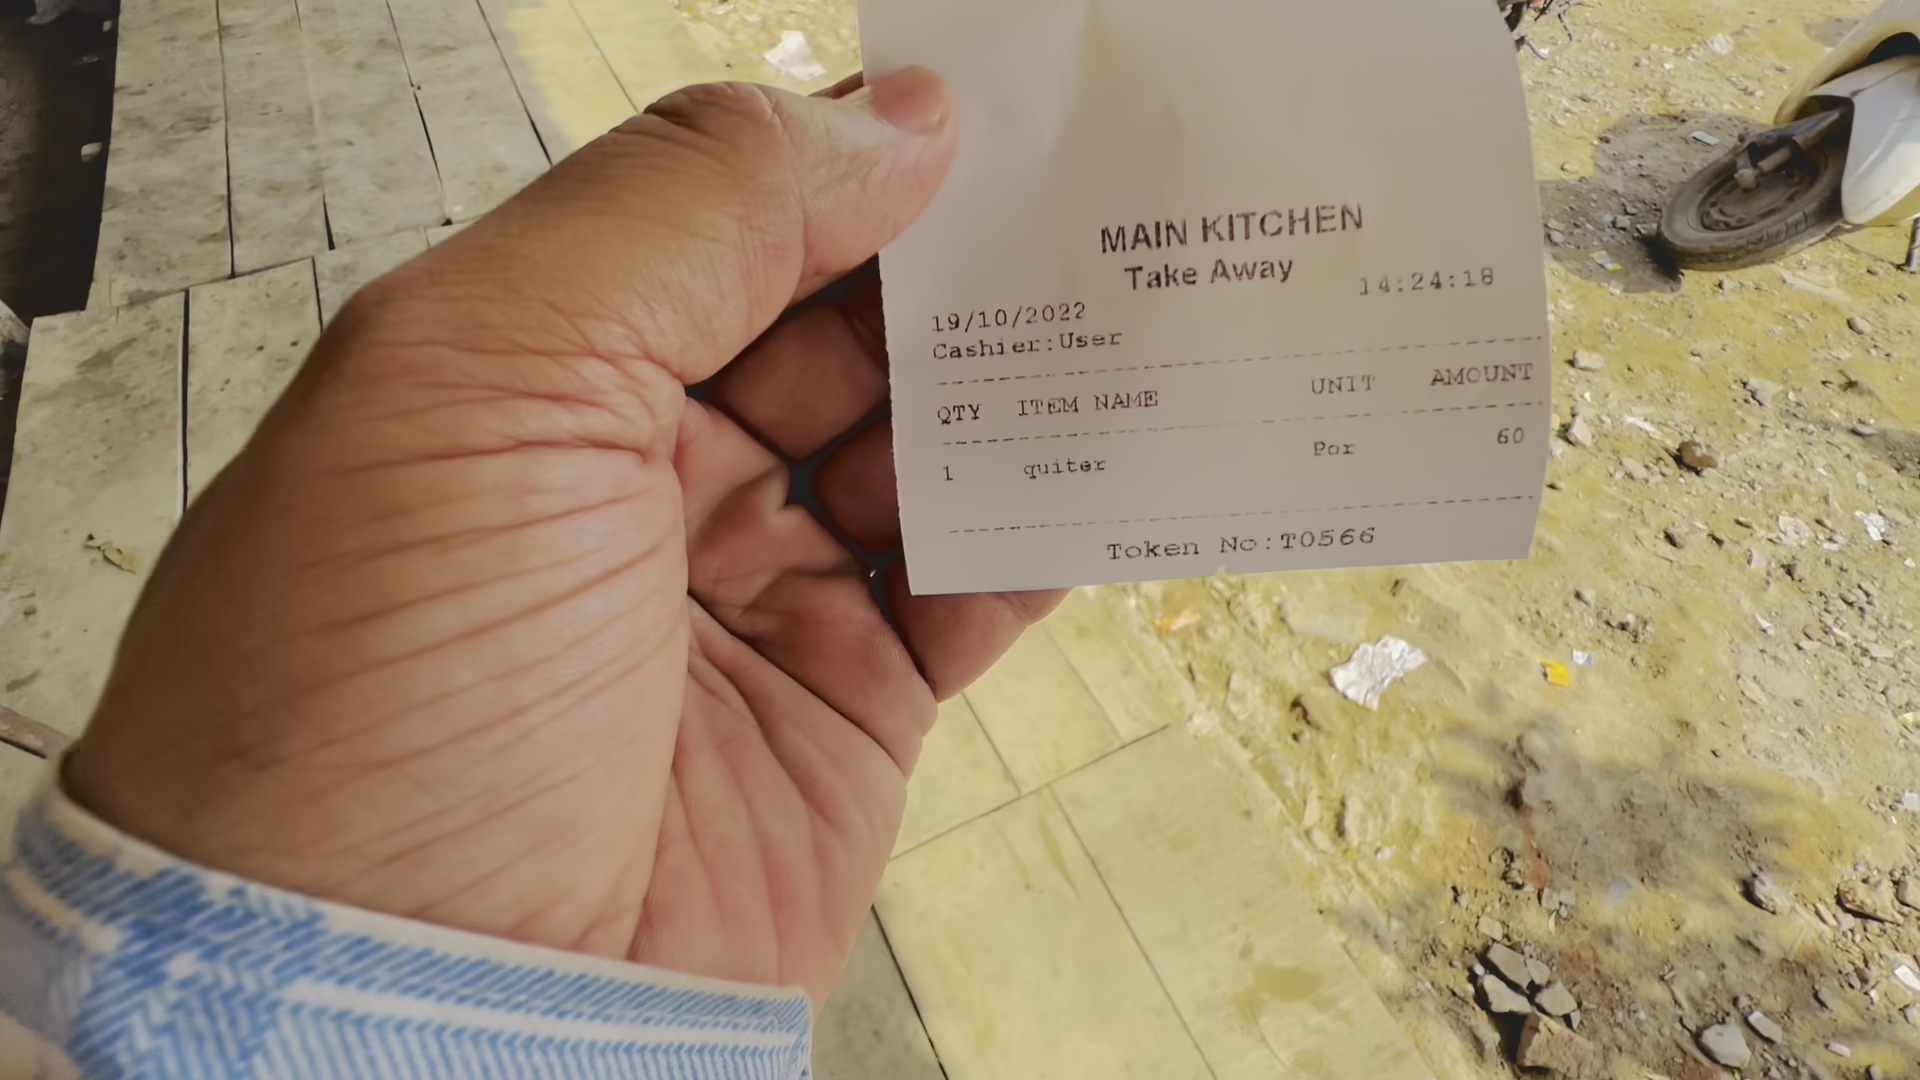 MAIN KITCHEN
Take Away
19/10/2022 14:24:18
Cashier:User
QTY ITEM NAME UNIT AMOUNT
1 quiter Por 60
Token No:T0566